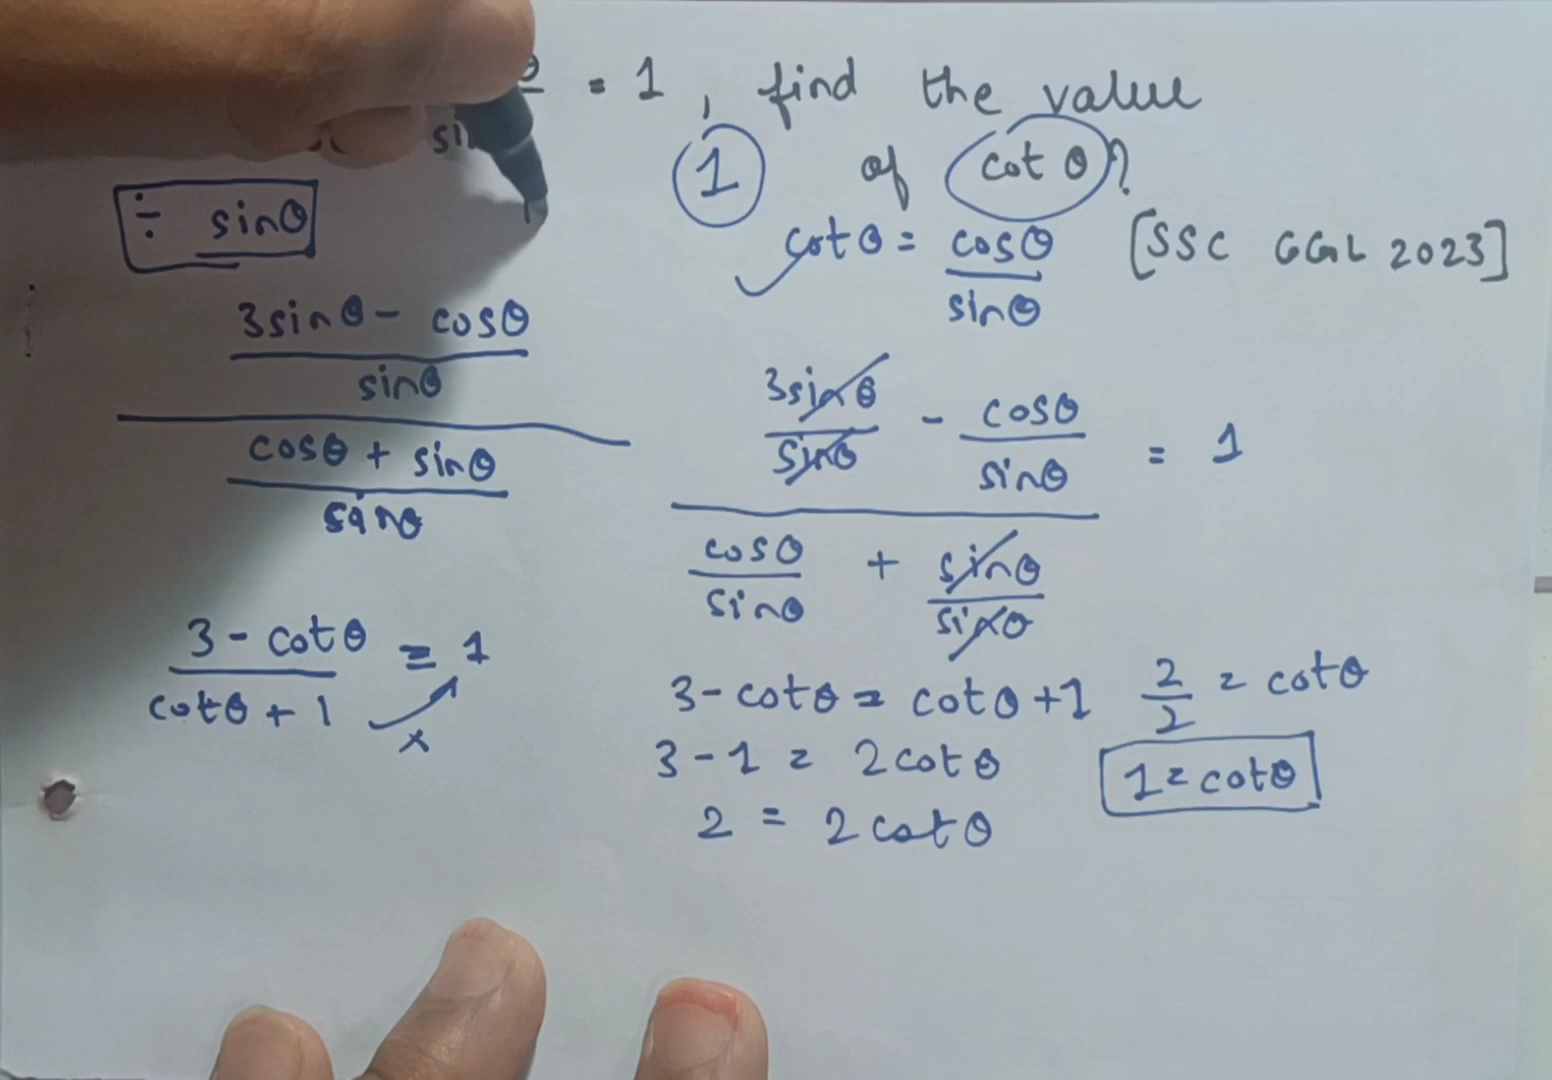 = 1, find the value
1 of cot θ?
÷ sinθ
cotθ = cosθ / sinθ [SSC CGL 2023]
3sinθ - cosθ
sinθ
cosθ + sinθ
sinθ
3sinθ / sinθ - cosθ / sinθ = 1
cosθ / sinθ + sinθ / sinθ
3 - cotθ = 1
cotθ + 1
x
3 - cotθ = cotθ + 1
3 - 1 = 2cotθ
2 = 2cotθ
2 / 2 = cotθ
1 = cotθ